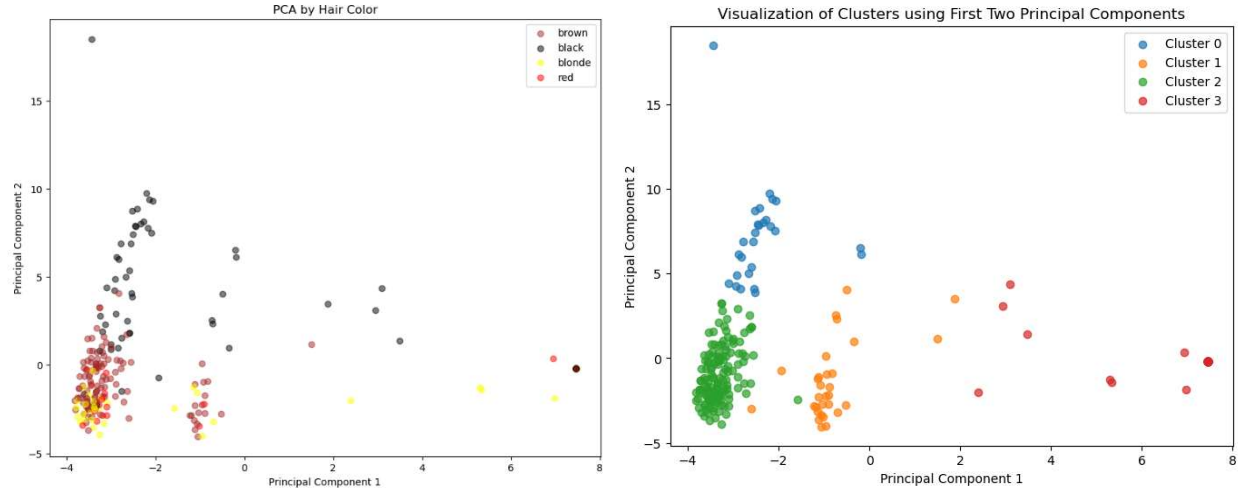 PCA by Hair Color
brown
black
blonde
red
15
10
5
0
−5
Principal Component 2
−4
−2
0
2
4
6
8
Principal Component 1
Visualization of Clusters using First Two Principal Components
Cluster 0
Cluster 1
Cluster 2
Cluster 3
15
10
5
0
−5
Principal Component 2
−4
−2
0
2
4
6
8
Principal Component 1